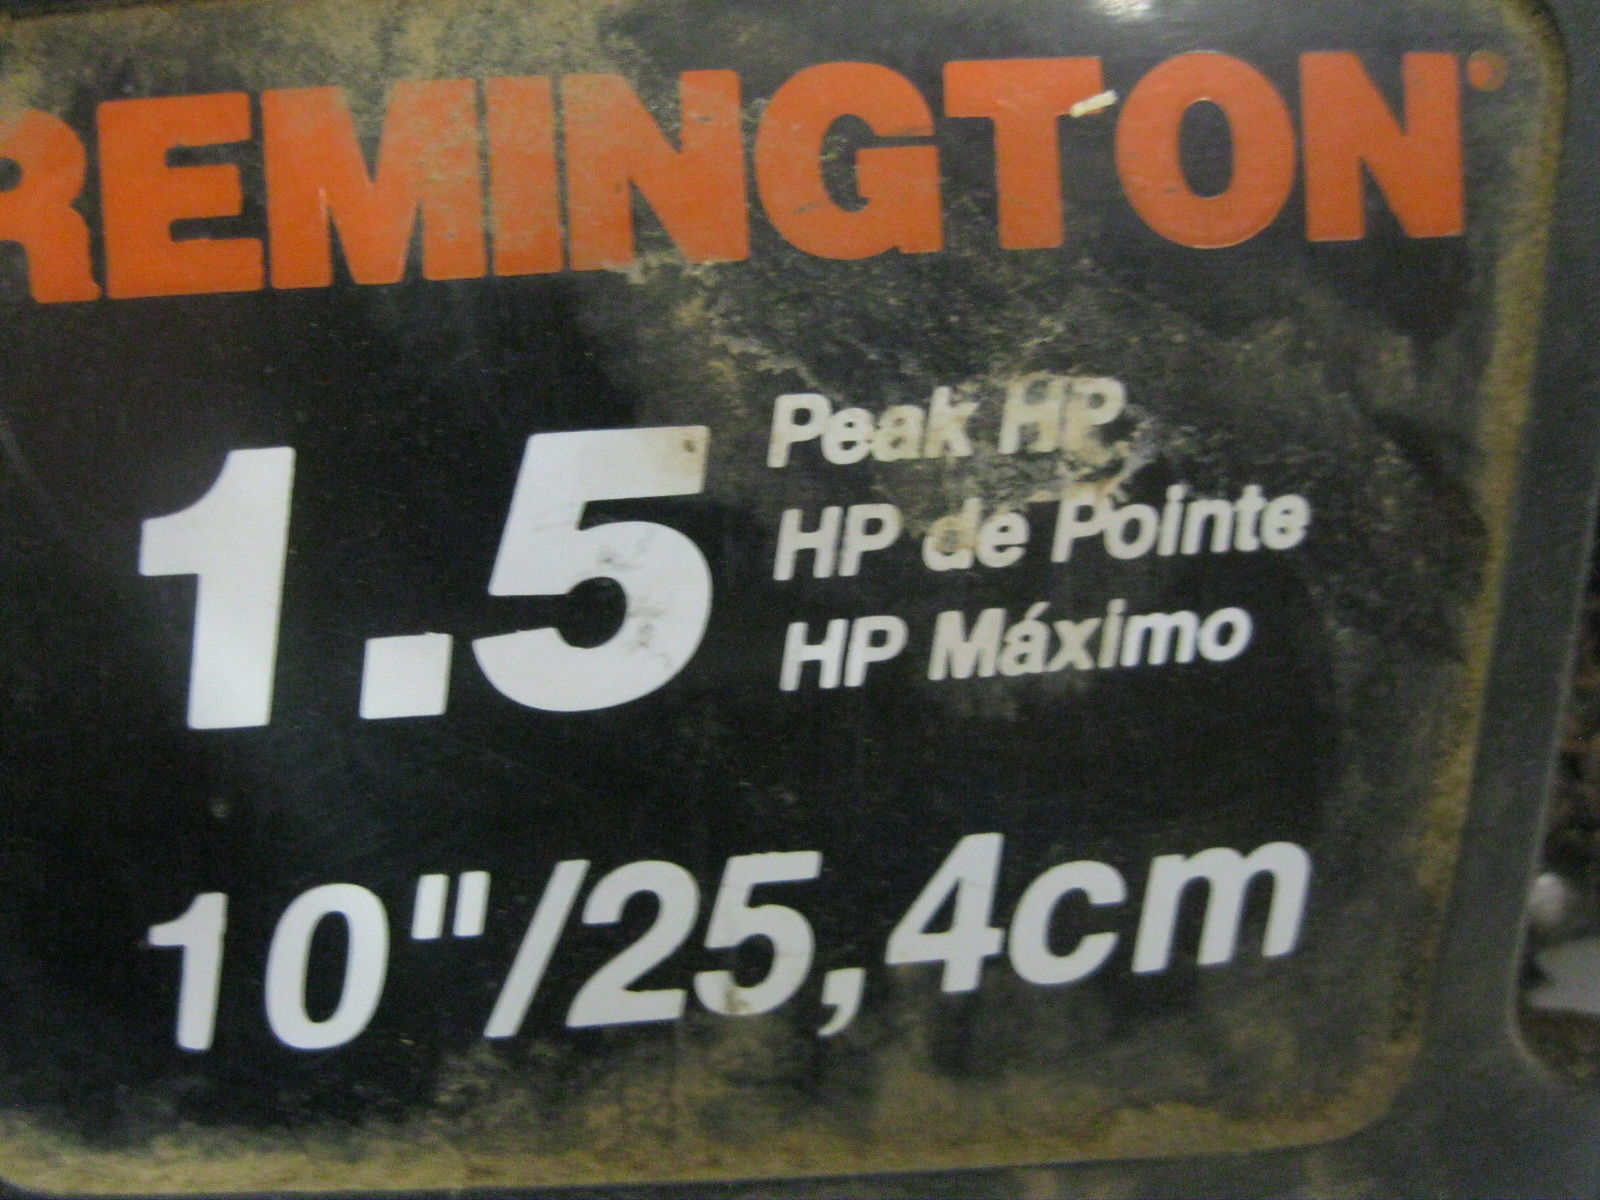 REMINGTON®
1.5
Peak HP
HP de Pointe
HP Máximo
10"/25,4cm